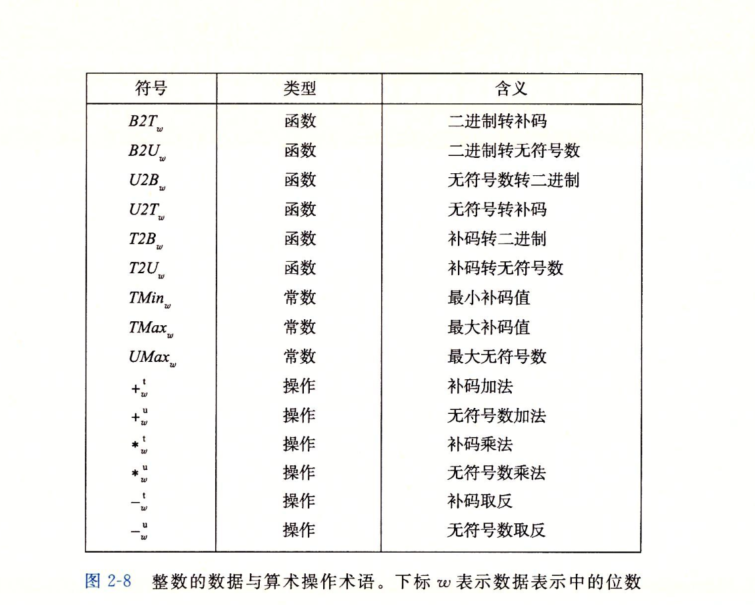 符号 类型 含义
B2T_w 函数 二进制转补码
B2U_w 函数 二进制转无符号数
U2B_w 函数 无符号数转二进制
U2T_w 函数 无符号转补码
T2B_w 函数 补码转二进制
T2U_w 函数 补码转无符号数
TMin_w 常数 最小补码值
TMax_w 常数 最大补码值
UMax_w 常数 最大无符号数
+^t_w 操作 补码加法
+^u_w 操作 无符号数加法
*^t_w 操作 补码乘法
*^u_w 操作 无符号数乘法
-^t_w 操作 补码取反
-^u_w 操作 无符号数取反
图 2-8 整数的数据与算术操作术语。下标 w 表示数据表示中的位数